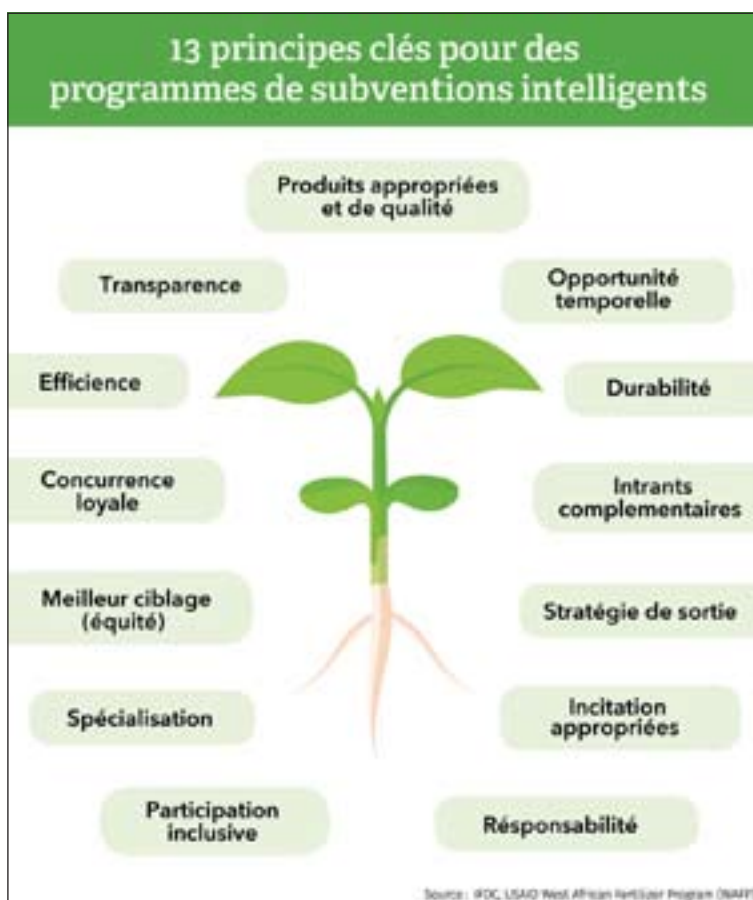 13 principes clés pour des
programmes de subventions intelligents
Produits appropriées
et de qualité
Transparence
Opportunité
temporelle
Efficience
Durabilité
Concurrence
loyale
Intrants
complementaires
Meilleur ciblage
(équité)
Stratégie de sortie
Spécialisation
Incitation
appropriées
Participation
inclusive
Résponsabilité
Source : IFDC, USAID West African Fertilizer Program (WAFP)